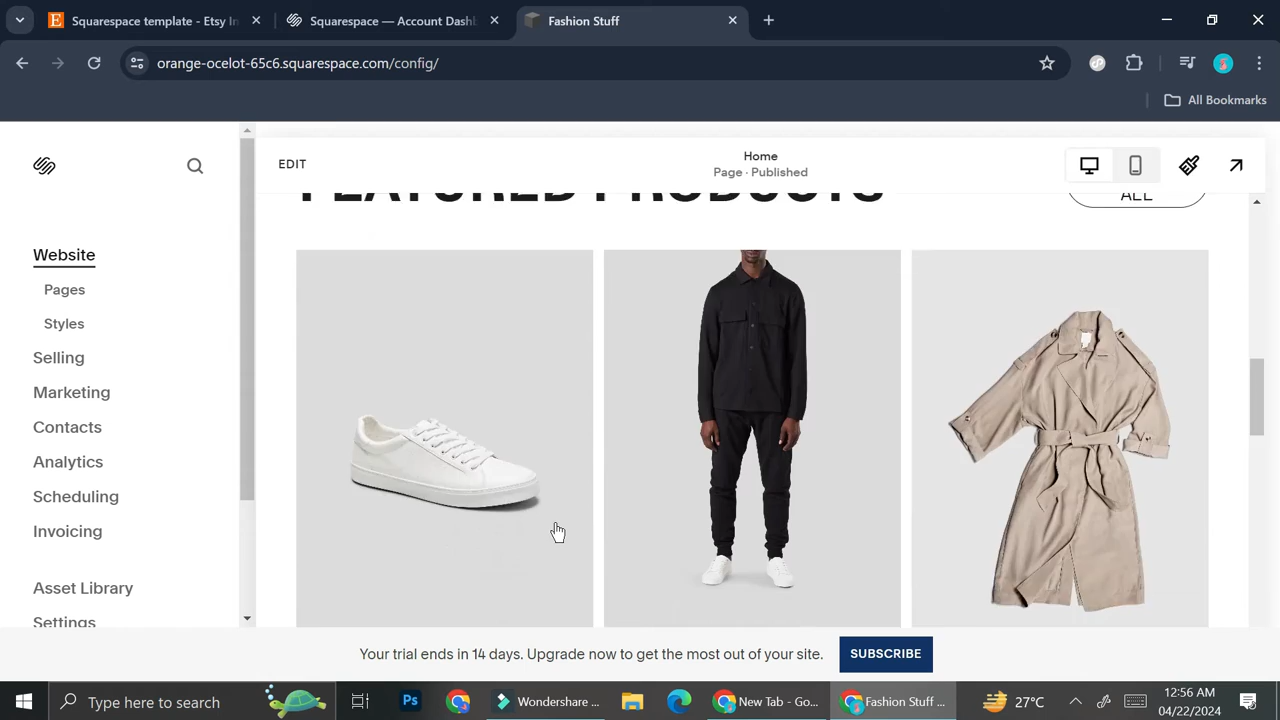 Squarespace template - Etsy In
Squarespace — Account Dash
Fashion Stuff
orange-ocelot-65c6.squarespace.com/config/
All Bookmarks
EDIT
Home
Page · Published
Website
Pages
Styles
Selling
Marketing
Contacts
Analytics
Scheduling
Invoicing
Asset Library
Settings
FEATURED PRODUCTS
ALL
Your trial ends in 14 days. Upgrade now to get the most out of your site.
SUBSCRIBE
Type here to search
Ps
Wondershare ...
New Tab - Go...
Fashion Stuff ...
27°C
12:56 AM
04/22/2024